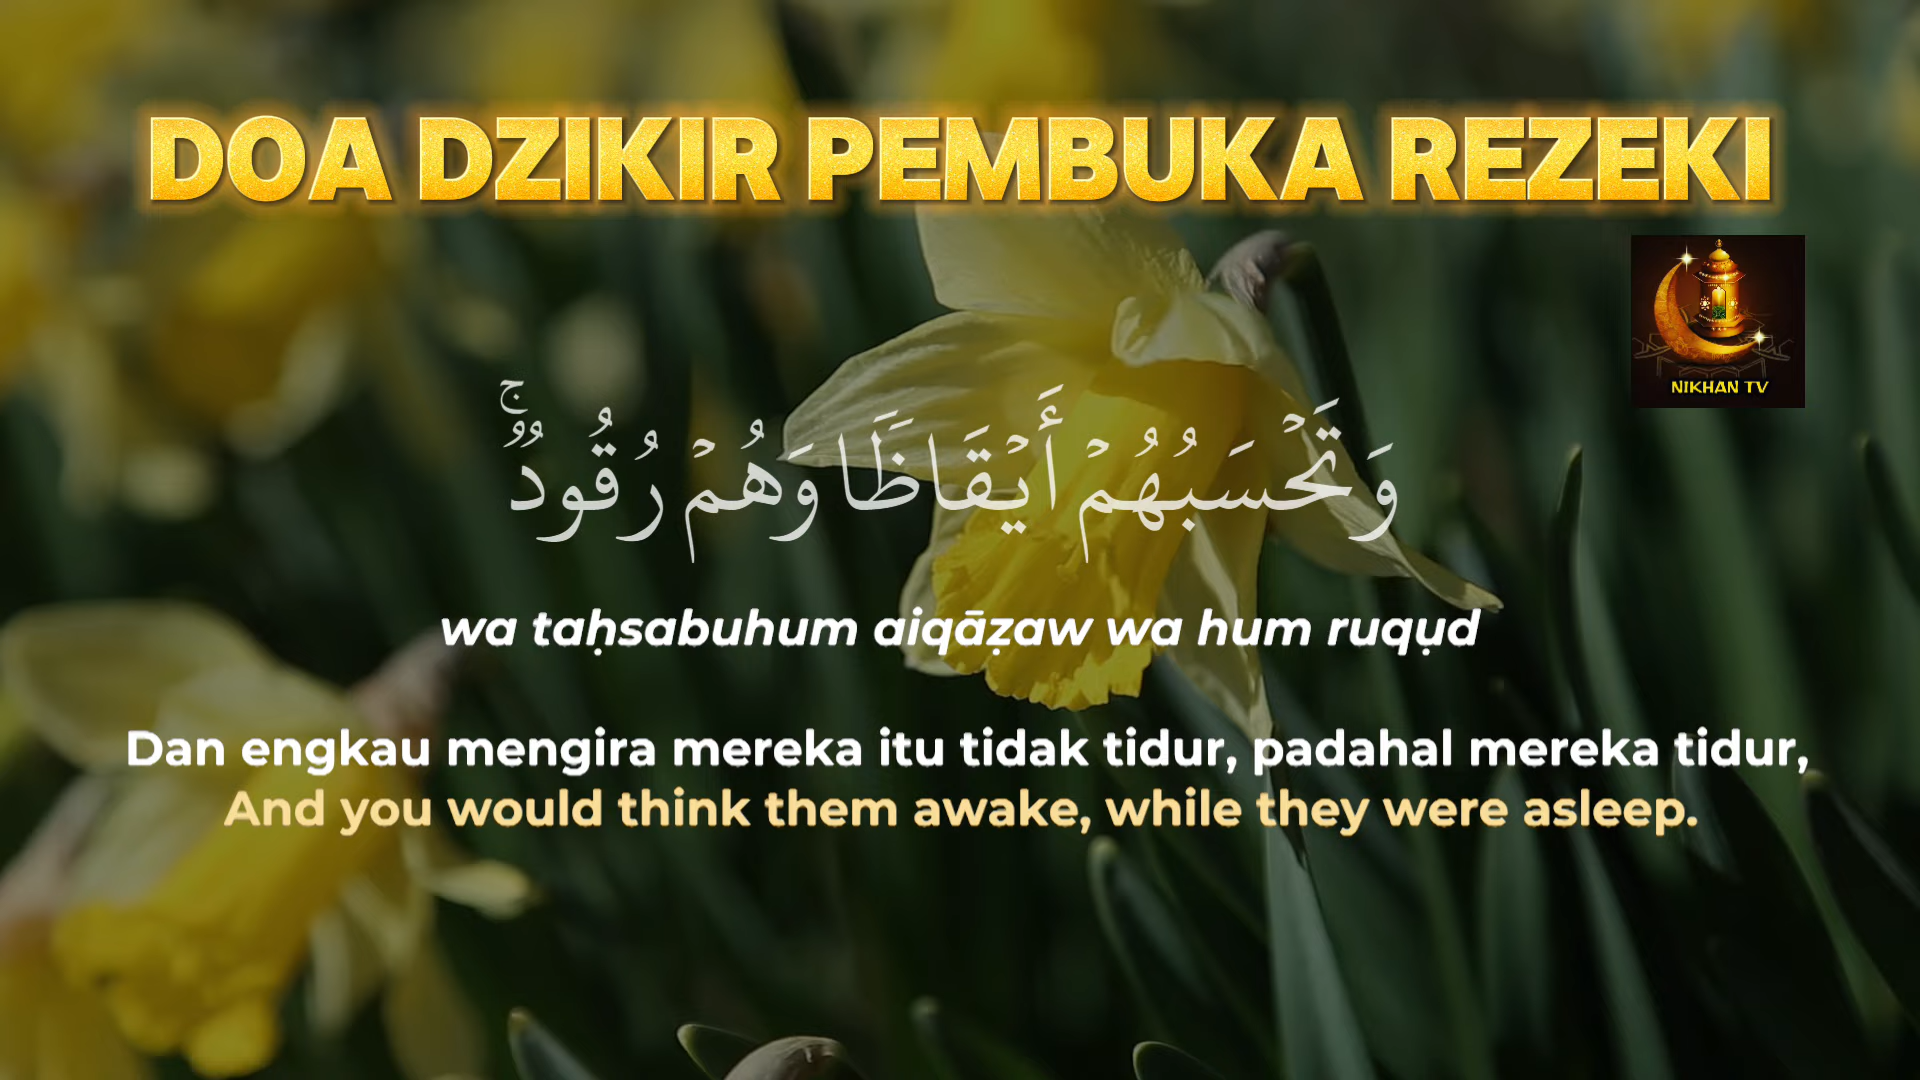 DOA DZIKIR PEMBUKA REZEKI
NIKHAN TV
وَتَحۡسَبُهُمۡ أَيۡقَاظٗا وَهُمۡ رُقُودٞۚ
wa taḥsabuhum aiqāẓaw wa hum ruqụd
Dan engkau mengira mereka itu tidak tidur, padahal mereka tidur,
And you would think them awake, while they were asleep.